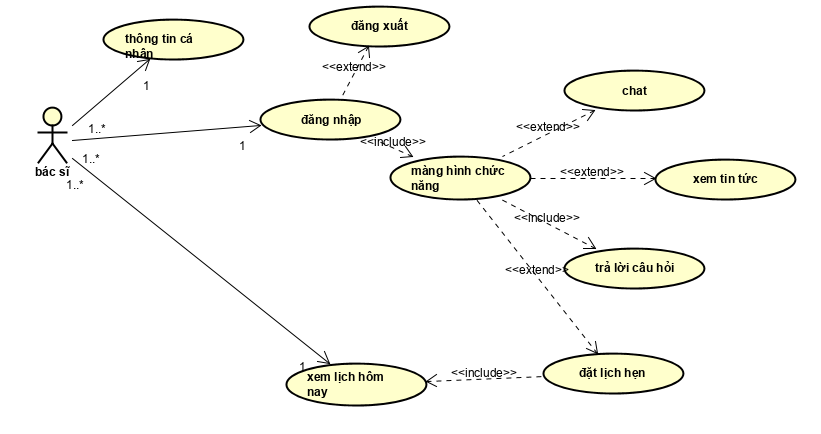 đăng xuất
thông tin cá
nhận
<<extend>>
chat
1
đăng nhập
<<extend>>
1..*
<<include>>
1
1..*
bác sĩ
màng hình chức
năng
<<extend>>
xem tin tức
1..*
<<include>>
<<extend>>
trả lời câu hỏi
1
xem lịch hôm
nay
<<include>>
đặt lịch hẹn